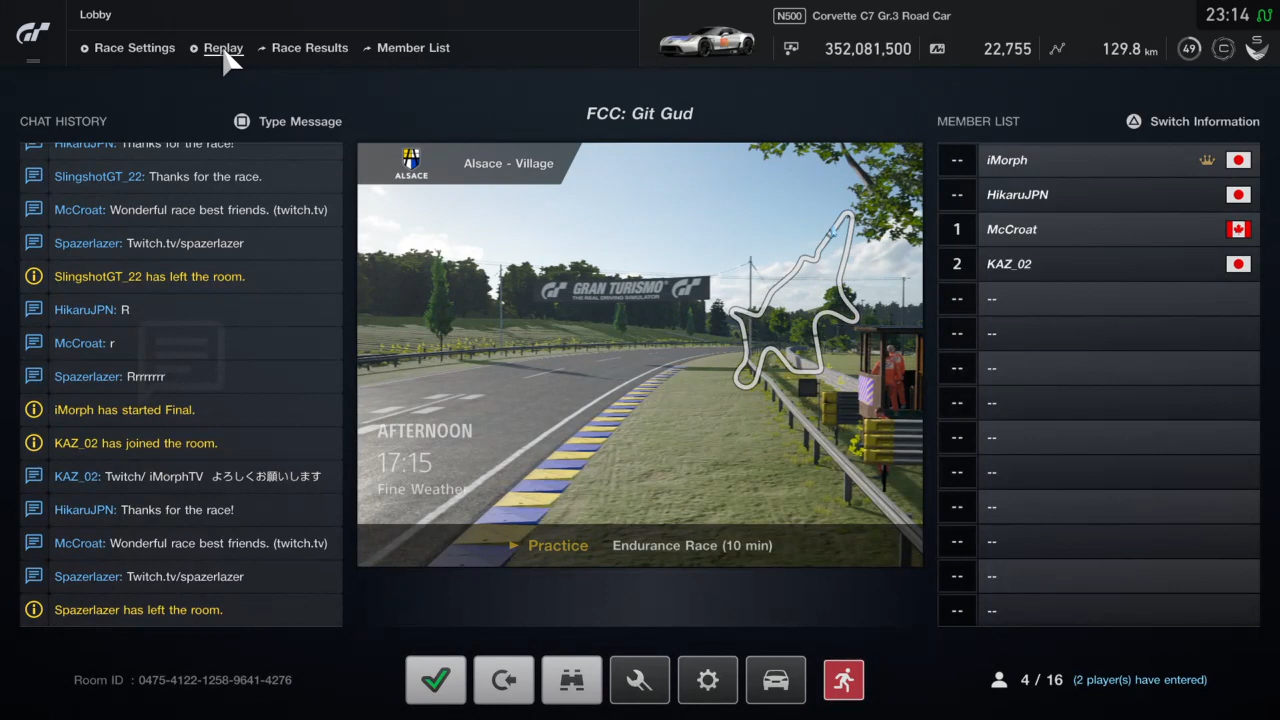 Lobby
Race Settings
Replay
Race Results
Member List
N500
Corvette C7 Gr.3 Road Car
352,081,500
22,755
129.8 km
49
C
S
23:14
CHAT HISTORY
Type Message
HikaruJPN: Thanks for the race!
SlingshotGT_22: Thanks for the race.
McCroat: Wonderful race best friends. (twitch.tv)
Spazerlazer: Twitch.tv/spazerlazer
SlingshotGT_22 has left the room.
HikaruJPN: R
McCroat: r
Spazerlazer: Rrrrrrr
iMorph has started Final.
KAZ_02 has joined the room.
KAZ_02: Twitch/ iMorphTV よろしくお願いします
HikaruJPN: Thanks for the race!
McCroat: Wonderful race best friends. (twitch.tv)
Spazerlazer: Twitch.tv/spazerlazer
Spazerlazer has left the room.
FCC: Git Gud
ALSACE
Alsace - Village
GRAN TURISMO
THE REAL DRIVING SIMULATOR
AFTERNOON
17:15
Fine Weather
Practice
Endurance Race (10 min)
MEMBER LIST
Switch Information
-- iMorph
-- HikaruJPN
1 McCroat
2 KAZ_02
-- --
-- --
-- --
-- --
-- --
-- --
-- --
-- --
-- --
-- --
Room ID : 0475-4122-1258-9641-4276
4 / 16
(2 player(s) have entered)